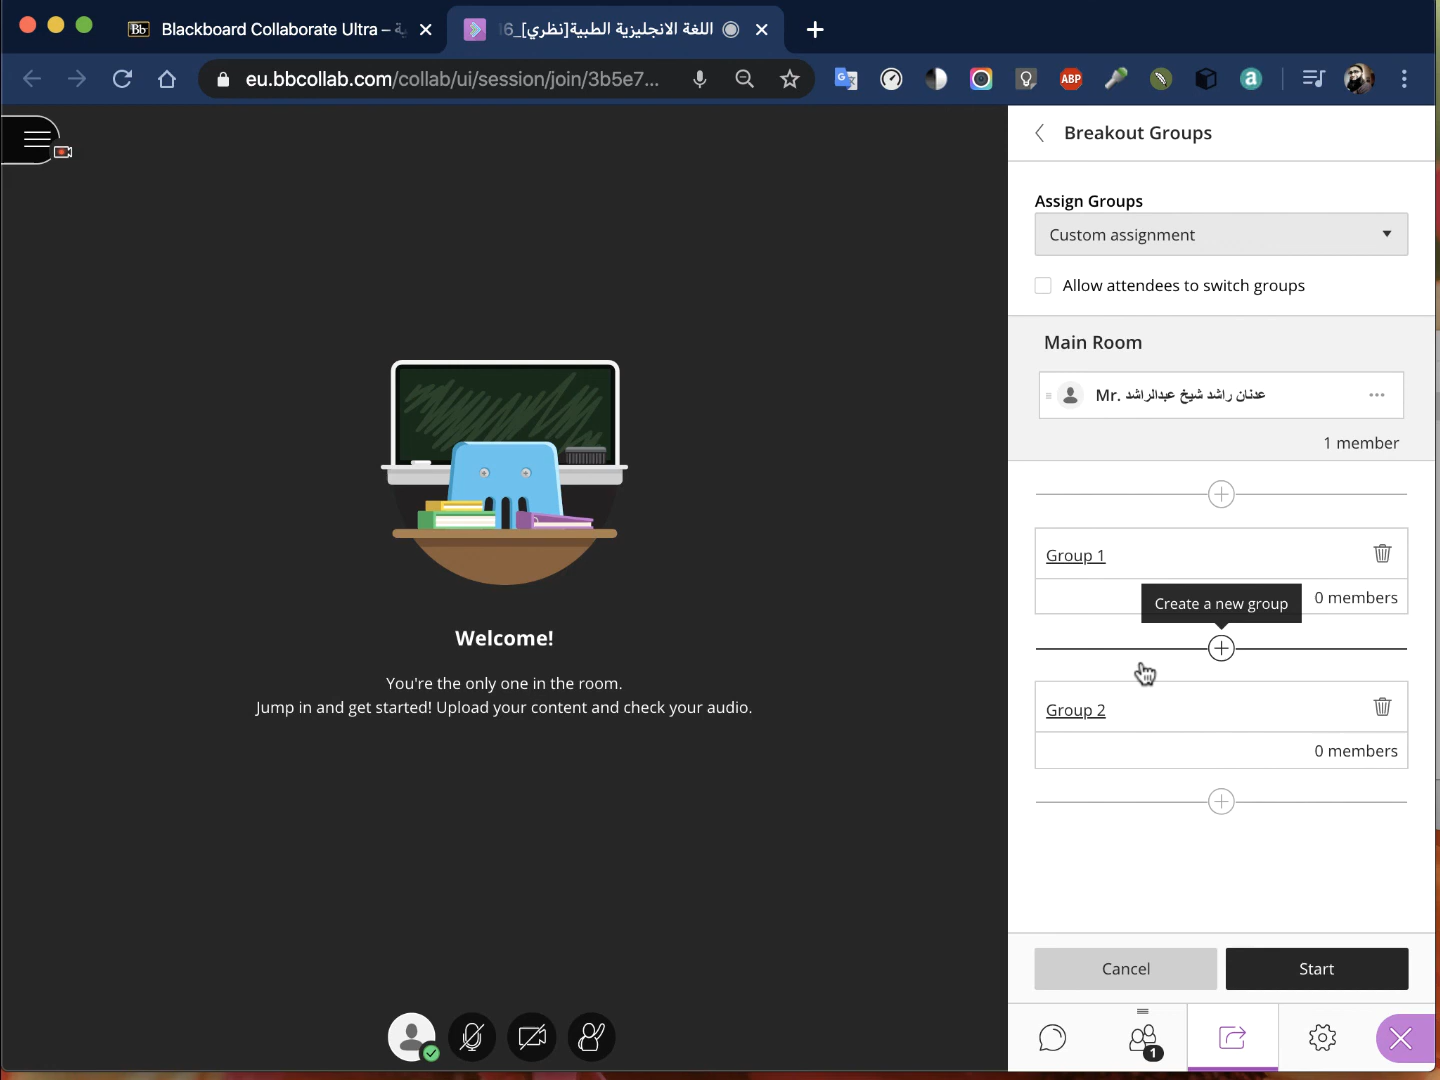 Blackboard Collaborate Ultra –
اللغة الانجليزية الطبية[نظري]_16
eu.bbcollab.com/collab/ui/session/join/3b5e7...
ABP
a
Breakout Groups
Assign Groups
Custom assignment
Allow attendees to switch groups
Main Room
Mr. عدنان راشد شيخ عبدالراشد
1 member
Group 1
0 members
Create a new group
Group 2
0 members
Welcome!
You're the only one in the room.
Jump in and get started! Upload your content and check your audio.
Cancel
Start
1